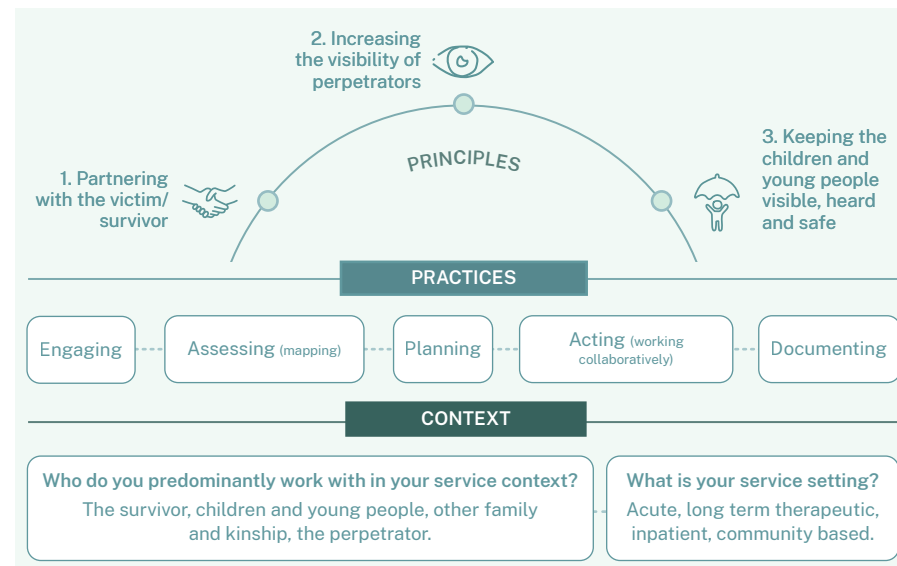 2. Increasing
the visibility of
perpetrators
PRINCIPLES
1. Partnering
with the victim/
survivor
3. Keeping the
children and
young people
visible, heard
and safe
PRACTICES
Engaging
Assessing (mapping)
Planning
Acting (working
collaboratively)
Documenting
CONTEXT
Who do you predominantly work with in your service context?
The survivor, children and young people, other family
and kinship, the perpetrator.
What is your service setting?
Acute, long term therapeutic,
inpatient, community based.